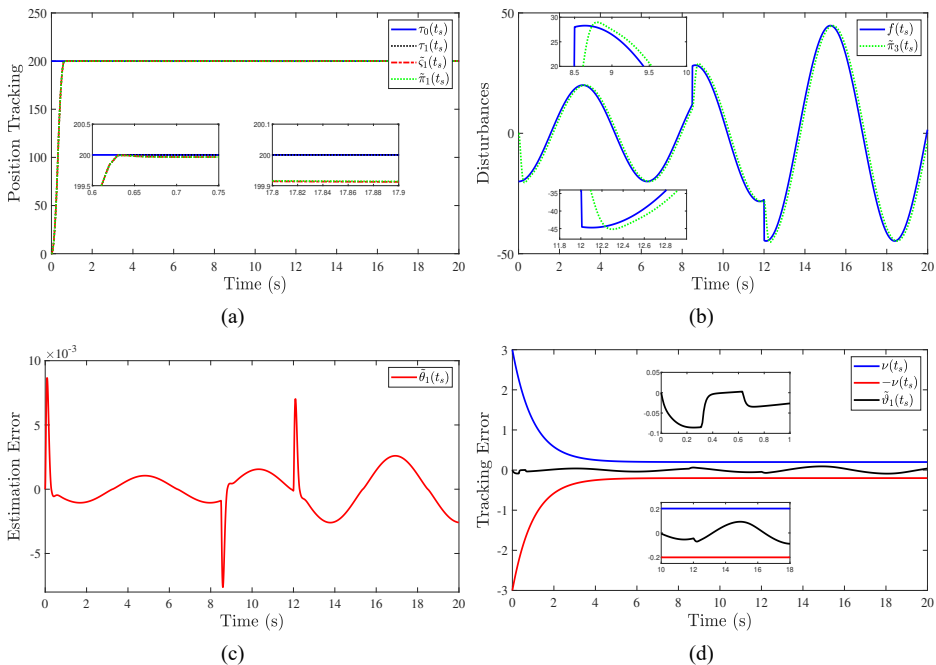 250
200
150
100
50
0
Position Tracking
τ₀(tₛ)
τ₁(tₛ)
ς̃₁(tₛ)
π̃₁(tₛ)
200.5
200
199.5
0.6 0.65 0.7 0.75
200.1
200
199.9
17.8 17.82 17.84 17.86 17.88 17.9
0 2 4 6 8 10 12 14 16 18 20
Time (s)
(a)
50
0
-50
Disturbances
f(tₛ)
π̃₃(tₛ)
30
28
26
24
22
20
8.5 9 9.5 10
-35
-40
-45
11.8 12 12.2 12.4 12.6 12.8
0 2 4 6 8 10 12 14 16 18 20
Time (s)
(b)
×10⁻³
10
5
0
-5
Estimation Error
θ̃₁(tₛ)
0 2 4 6 8 10 12 14 16 18 20
Time (s)
(c)
3
2
1
0
-1
-2
-3
Tracking Error
ν(tₛ)
-ν(tₛ)
ϑ̃₁(tₛ)
0.05
0
-0.05
-0.1
0 0.2 0.4 0.6 0.8 1
0.2
0
-0.2
10 12 14 16 18
0 2 4 6 8 10 12 14 16 18 20
Time (s)
(d)